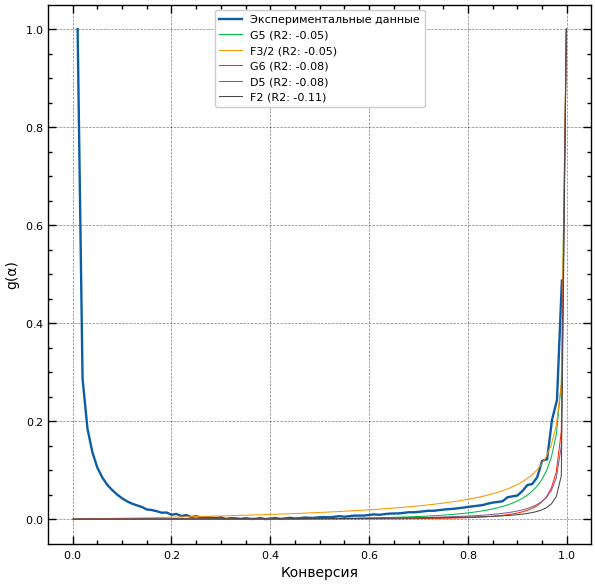 Экспериментальные данные
G5 (R2: -0.05)
F3/2 (R2: -0.05)
G6 (R2: -0.08)
D5 (R2: -0.08)
F2 (R2: -0.11)
1.0
0.8
0.6
0.4
0.2
0.0
g(α)
0.0 0.2 0.4 0.6 0.8 1.0
Конверсия